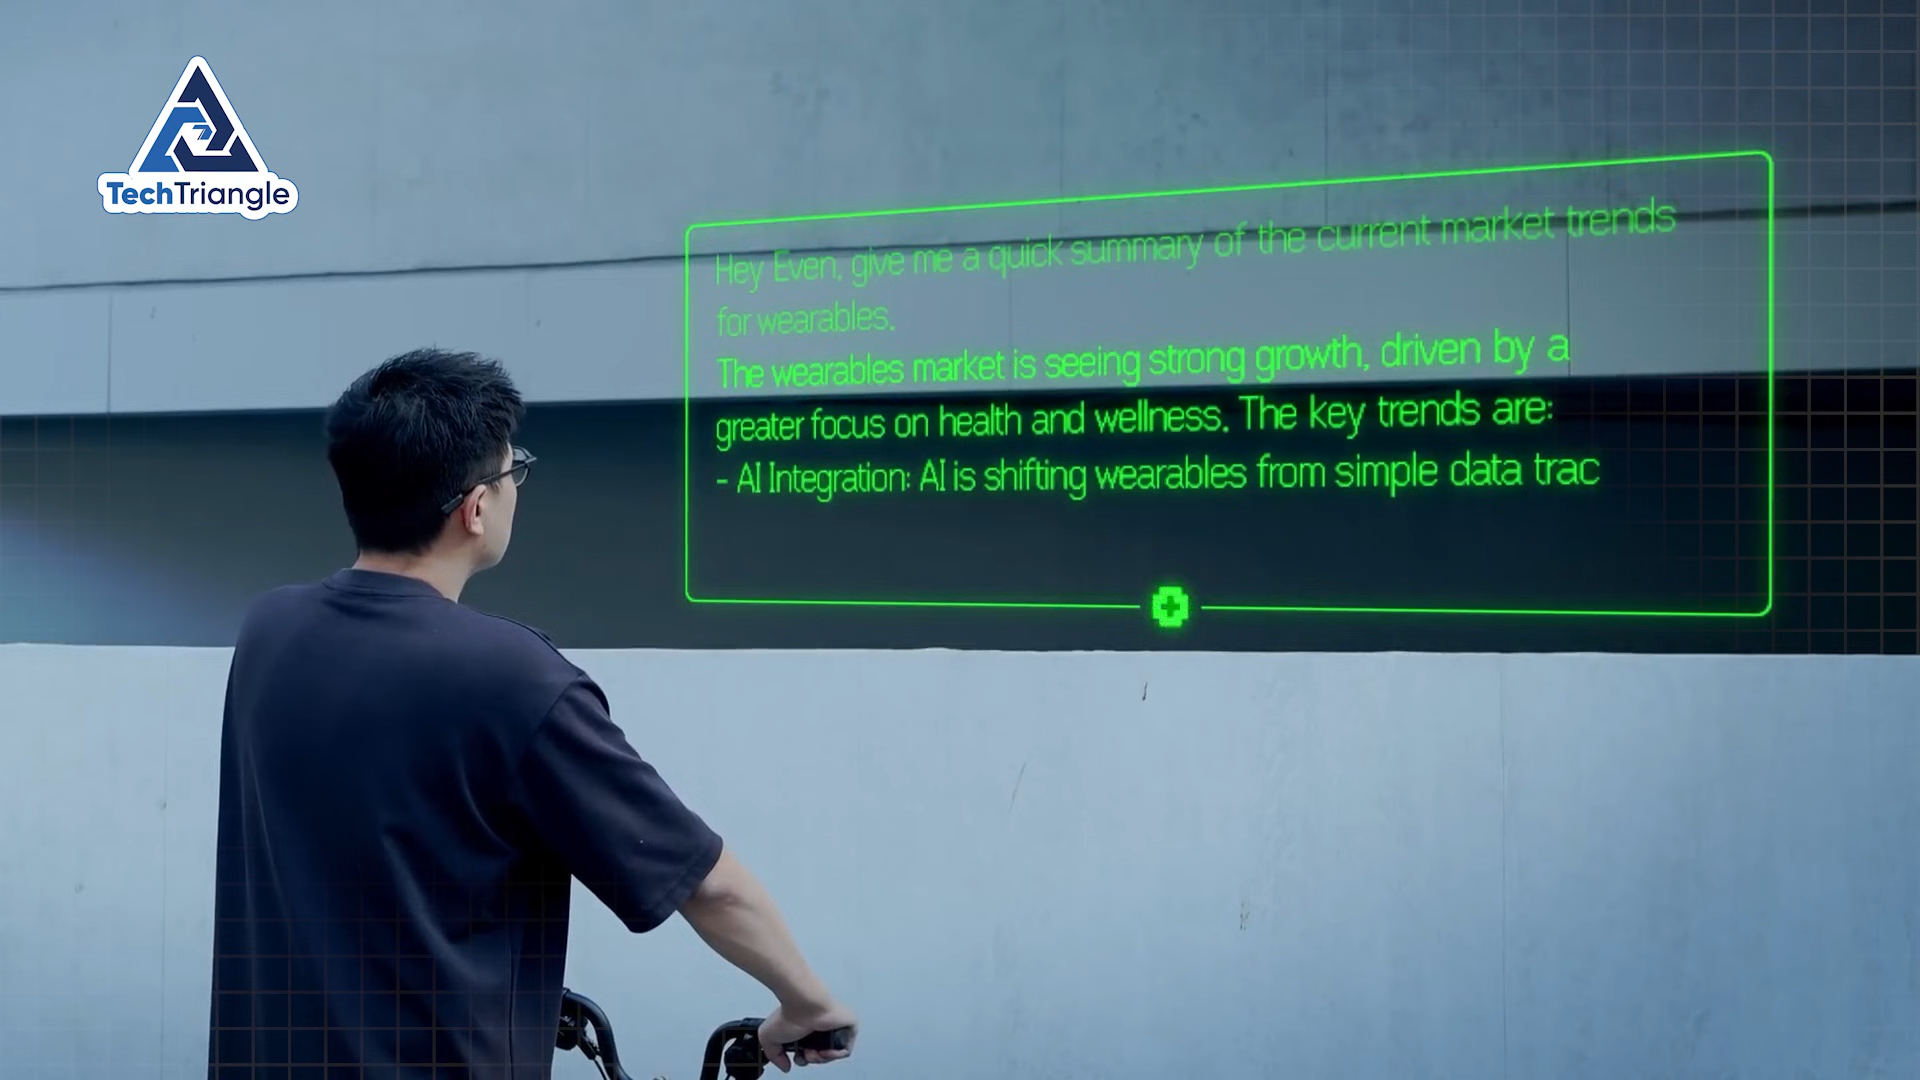 TechTriangle
Hey Even, give me a quick summary of the current market trends
for wearables.
The wearables market is seeing strong growth, driven by a
greater focus on health and wellness. The key trends are:
- AI Integration: AI is shifting wearables from simple data trac